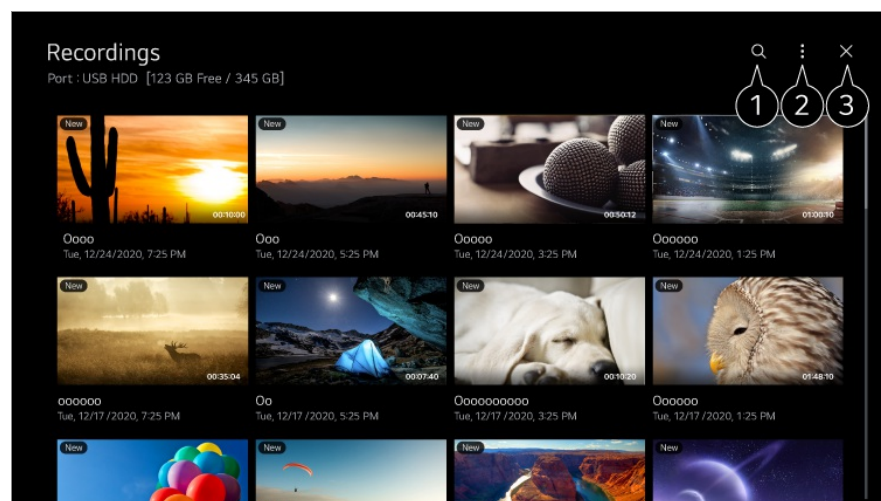 Recordings
Port : USB HDD [123 GB Free / 345 GB]
1 2 3
New New New New
00:10:00 00:45:10 00:50:12 01:00:10
Oooo Ooo Ooooo Oooooo
Tue, 12/24/2020, 7:25 PM Tue, 12/24/2020, 5:25 PM Tue, 12/24/2020, 3:25 PM Tue, 12/24/2020, 1:25 PM
New New New New
00:35:04 00:07:40 00:10:20 01:48:10
oooooo Oo Oooooooooo Oooooo
Tue, 12/17/2020, 7:25 PM Tue, 12/17/2020, 5:25 PM Tue, 12/17/2020, 3:25 PM Tue, 12/17/2020, 1:25 PM
New New New New